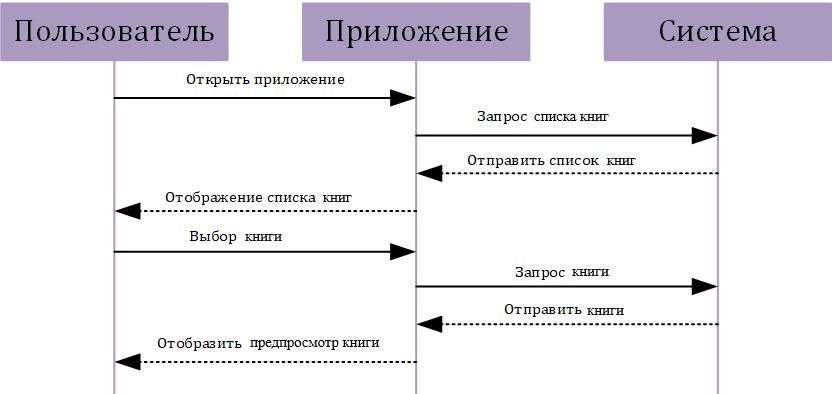 Пользователь
Приложение
Система
Открыть приложение
Запрос списка книг
Отправить список книг
Отображение списка книг
Выбор книги
Запрос книги
Отправить книги
Отобразить предпросмотр книги